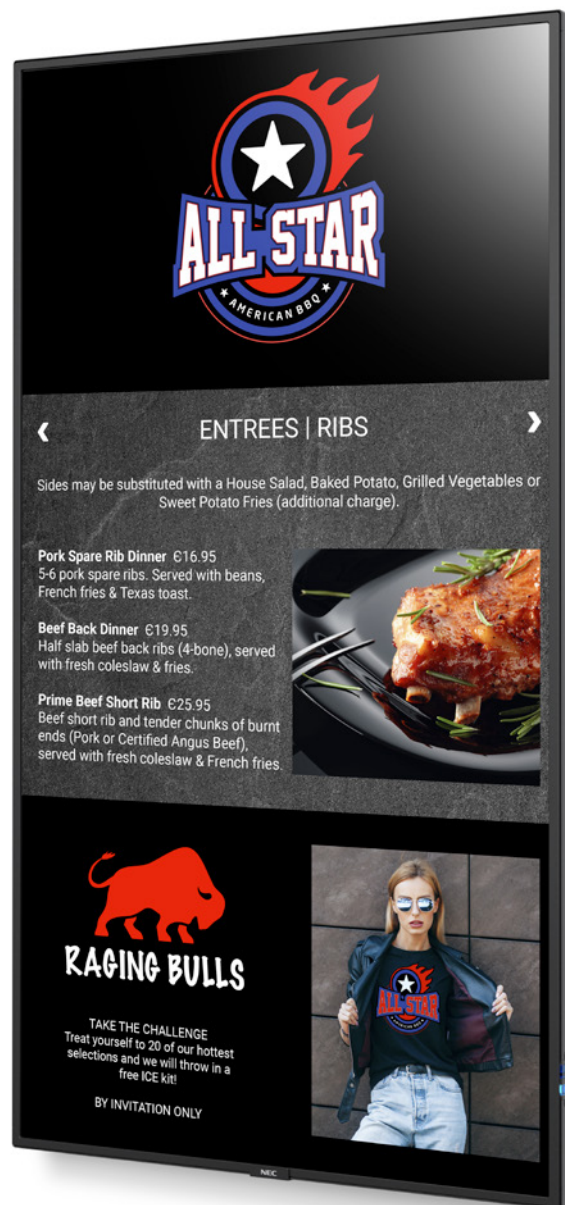 ALL STAR
★ AMERICAN BBQ ★
ENTREES | RIBS
Sides may be substituted with a House Salad, Baked Potato, Grilled Vegetables or
Sweet Potato Fries (additional charge).
Pork Spare Rib Dinner €16.95
5-6 pork spare ribs. Served with beans,
French fries & Texas toast.
Beef Back Dinner €19.95
Half slab beef back ribs (4-bone), served
with fresh coleslaw & fries.
Prime Beef Short Rib €25.95
Beef short rib and tender chunks of burnt
ends (Pork or Certified Angus Beef),
served with fresh coleslaw & French fries.
RAGING BULLS
TAKE THE CHALLENGE
Treat yourself to 20 of our hottest
selections and we will throw in a
free ICE kit!
BY INVITATION ONLY
ALL STAR
AMERICAN BBQ
NEC